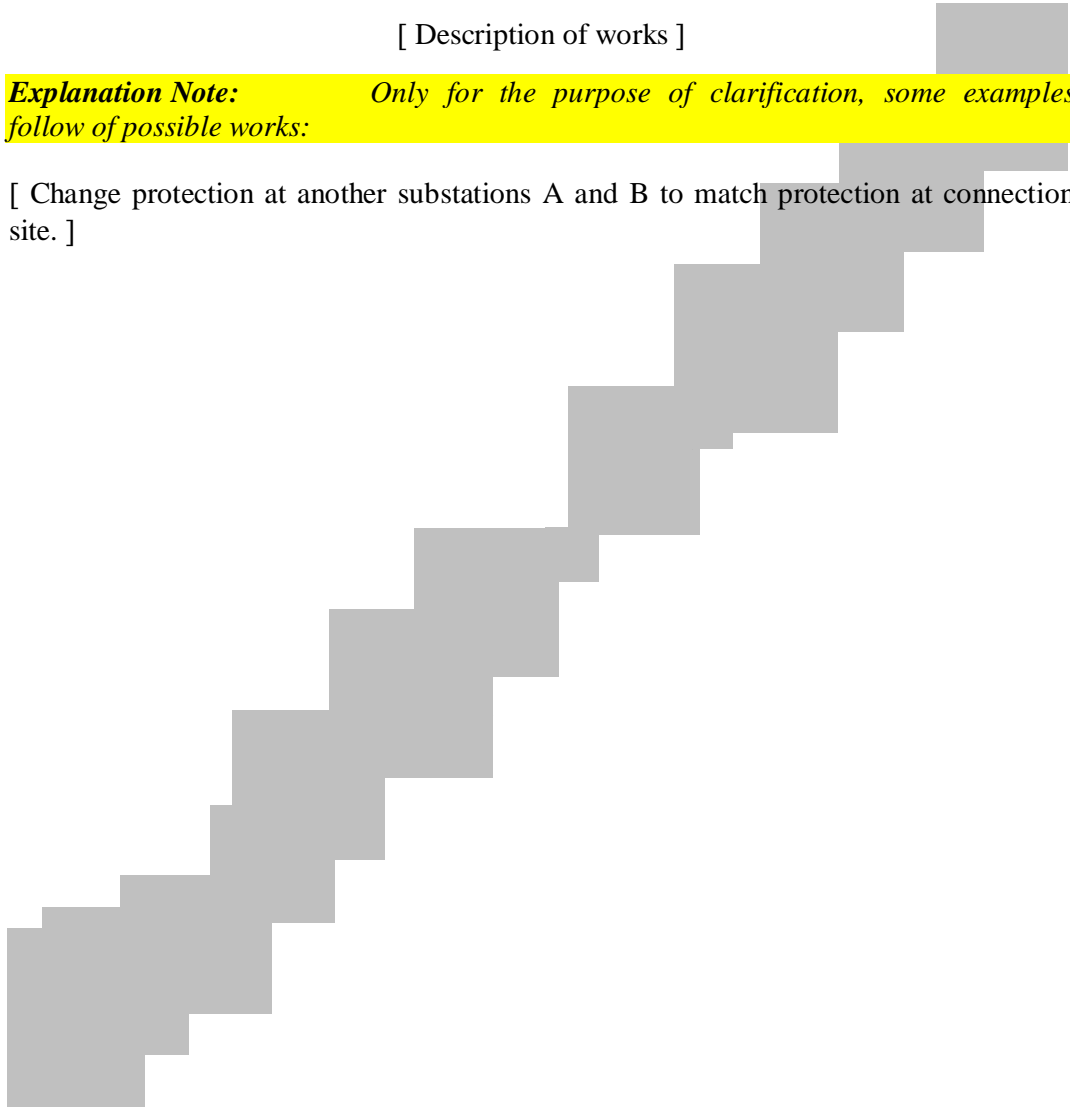 [ Description of works ]
Explanation Note: Only for the purpose of clarification, some examples
follow of possible works:
[ Change protection at another substations A and B to match protection at connection
site. ]